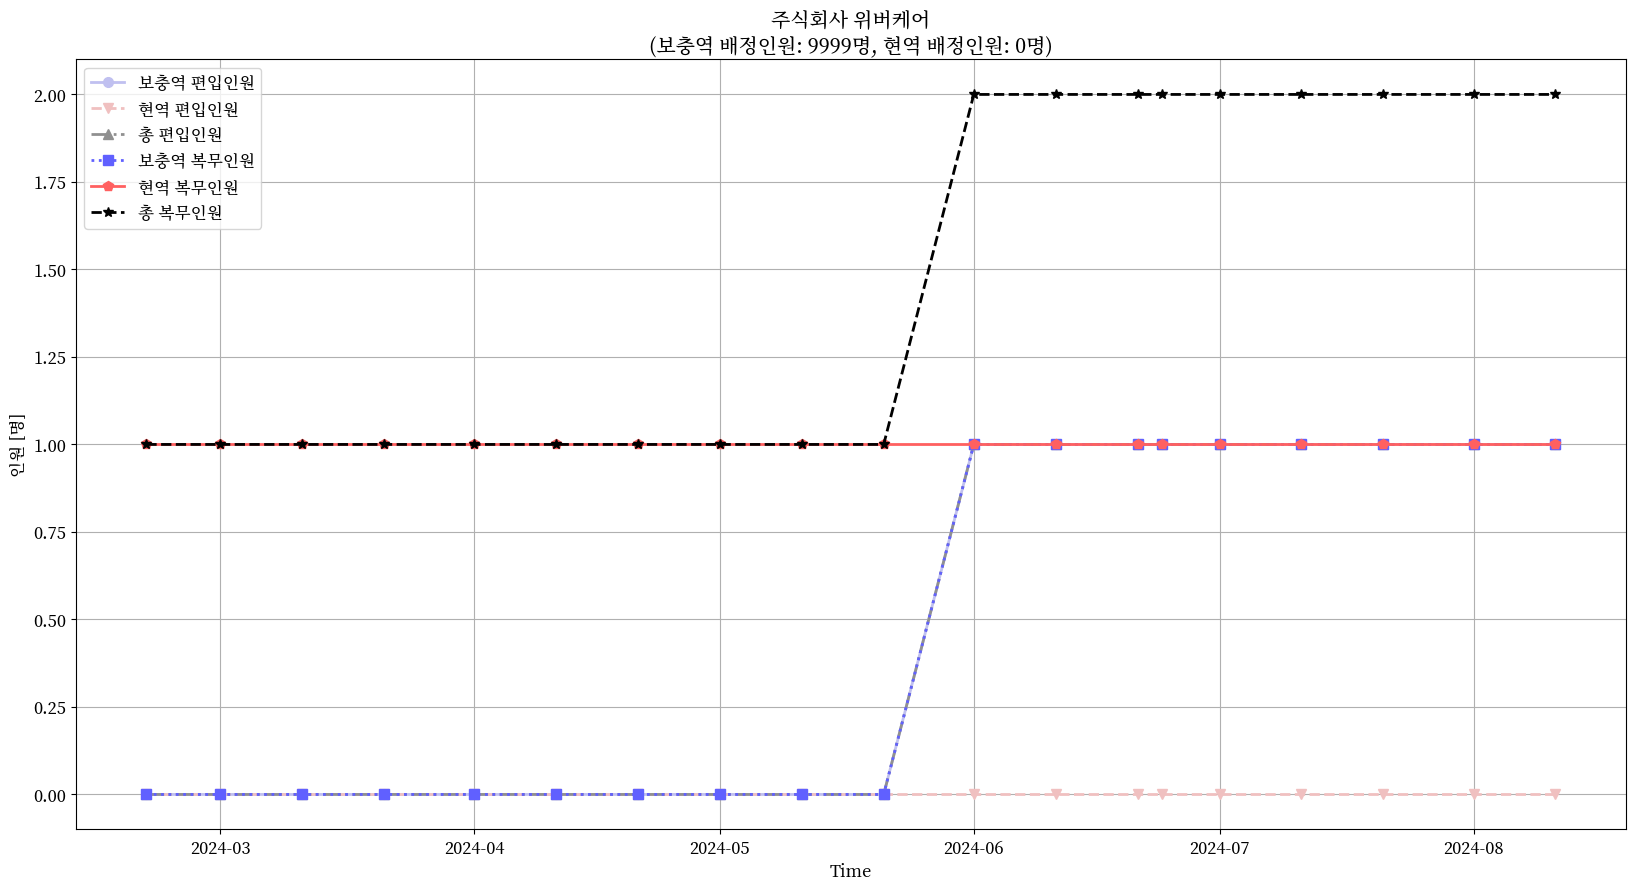 주식회사 위버케어
(보충역 배정인원: 9999명, 현역 배정인원: 0명)
보충역 편입인원
현역 편입인원
총 편입인원
보충역 복무인원
현역 복무인원
총 복무인원
2.00
1.75
1.50
1.25
1.00
0.75
0.50
0.25
0.00
인원 [명]
2024-03 2024-04 2024-05 2024-06 2024-07 2024-08
Time